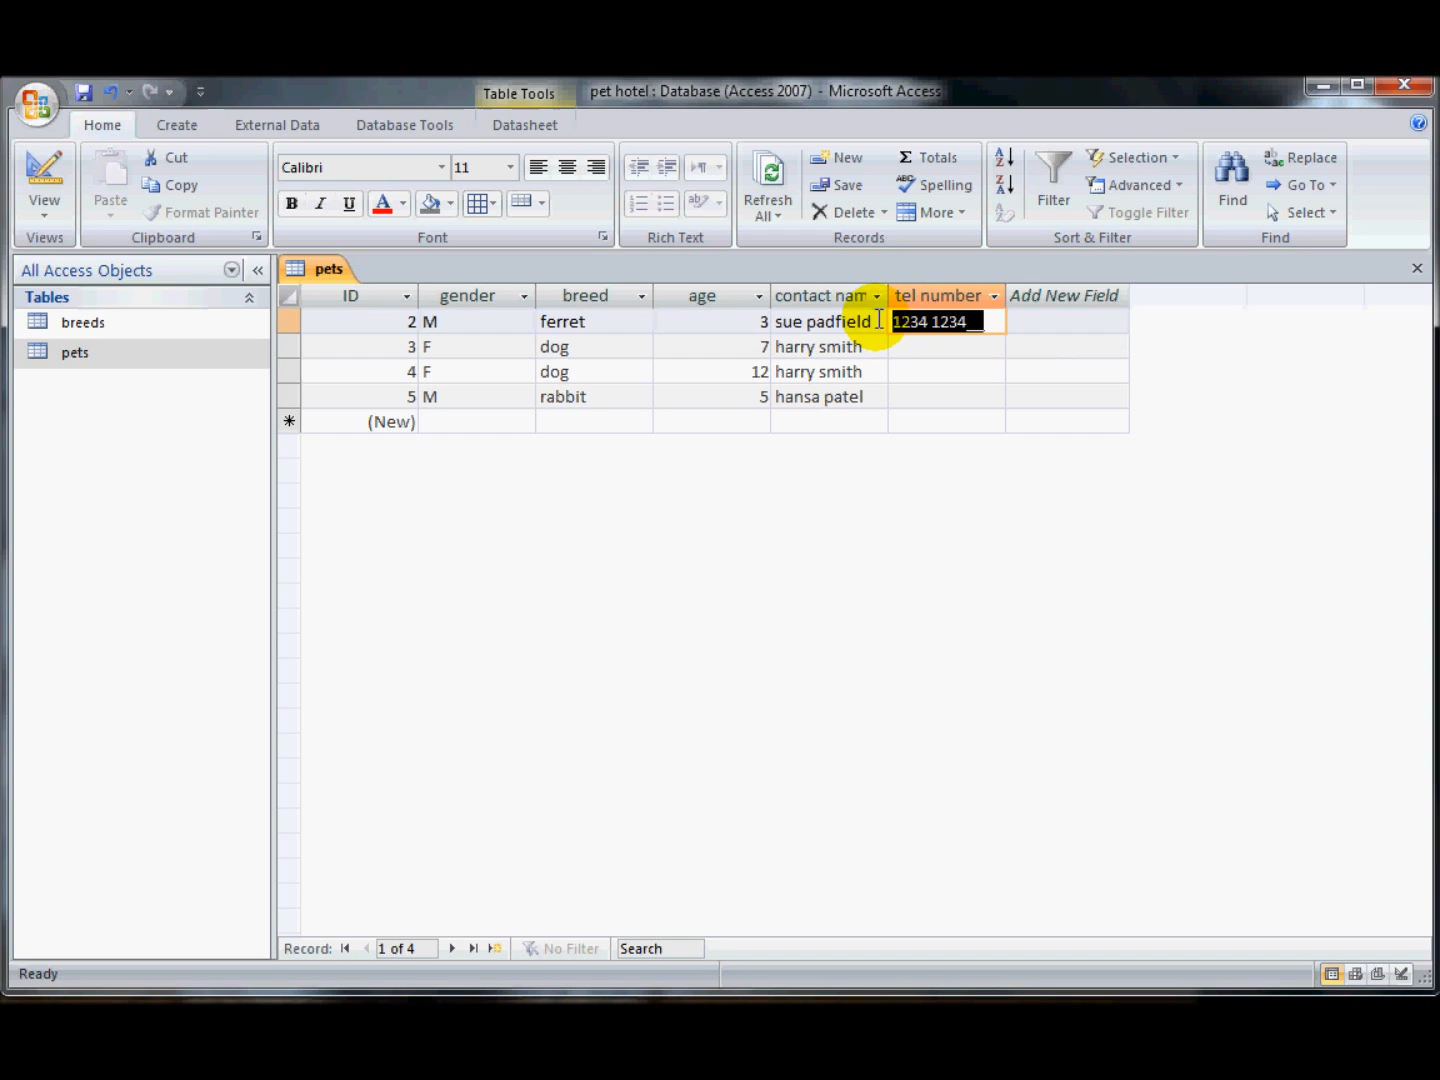 Table Tools pet hotel : Database (Access 2007) - Microsoft Access
Home Create External Data Database Tools Datasheet
View
Views
Paste
Cut
Copy
Format Painter
Clipboard
Calibri 11
B I U A
Font
Rich Text
Refresh All
New
Save
Delete
Σ Totals
ABC Spelling
More
Records
Filter
Selection
Advanced
Toggle Filter
Sort & Filter
Find
Replace
Go To
Select
Find
All Access Objects
Tables
breeds
pets
pets
ID gender breed age contact nam tel number Add New Field
2 M ferret 3 sue padfield 1234 1234__
3 F dog 7 harry smith
4 F dog 12 harry smith
5 M rabbit 5 hansa patel
* (New)
Record: 1 of 4 No Filter Search
Ready